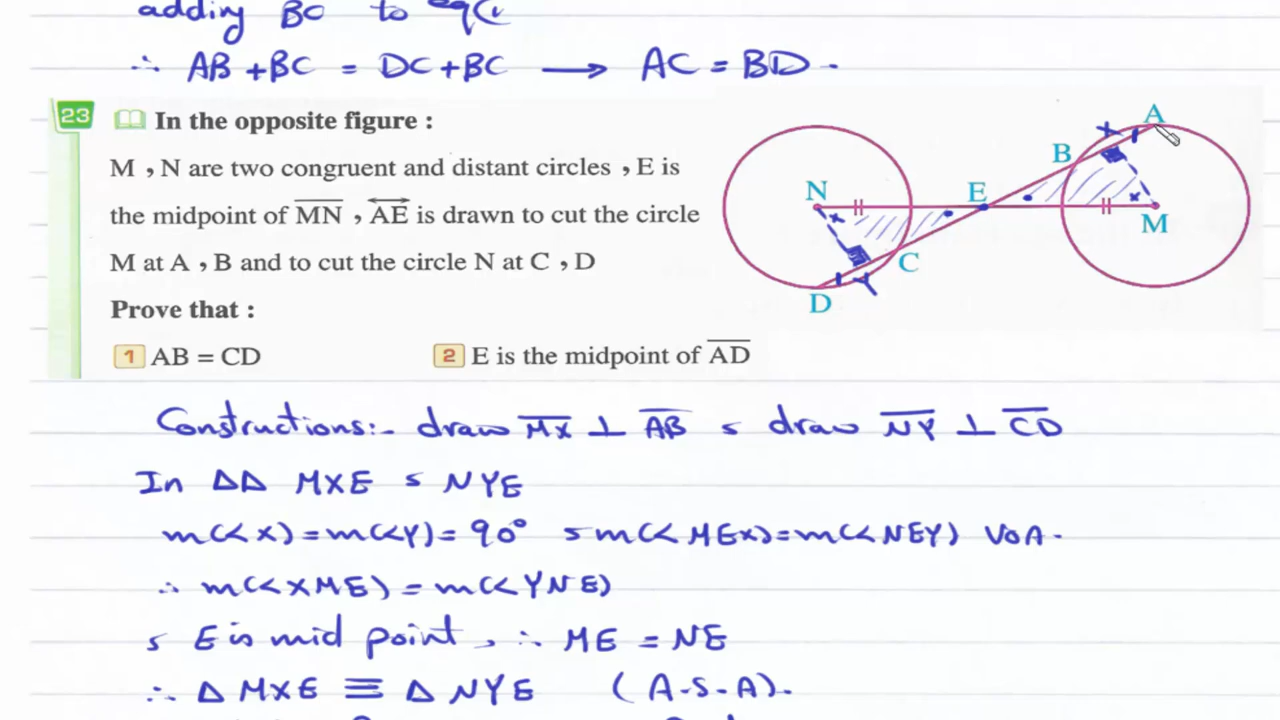 adding BC to
∴ AB + BC = DC + BC → AC = BD .
23 In the opposite figure :
M , N are two congruent and distant circles , E is
the midpoint of MN , AE is drawn to cut the circle
M at A , B and to cut the circle N at C , D
Prove that :
1 AB = CD 2 E is the midpoint of AD
A
X
B
N
E
M
C
Y
D
Constructions:- draw MX ⊥ AB , draw NY ⊥ CD
In ΔΔ MXE , NYE
m(<X) = m(<Y) = 90° , m(<MEX) = m(<NEY) V.O.A.
∴ m(<XME) = m(<YNE)
, E is mid point , ∴ ME = NE
∴ Δ MXE ≡ Δ NYE (A-S-A).